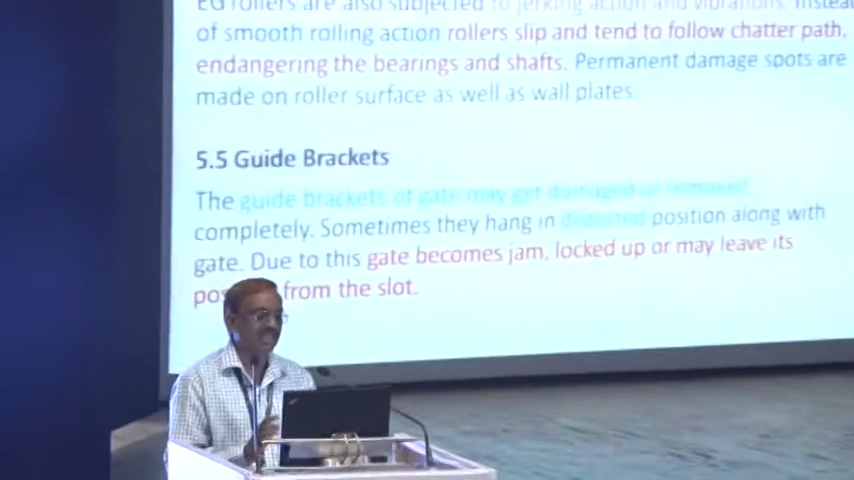 EG rollers are also subjected to jerking action and vibrations. Instead
of smooth rolling action rollers slip and tend to follow chatter path,
endangering the bearings and shafts. Permanent damage spots are
made on roller surface as well as wall plates.
5.5 Guide Brackets
The guide brackets of gate may get damaged or removed
completely. Sometimes they hang in distorted position along with
gate. Due to this gate becomes jam, locked up or may leave its
from the slot.